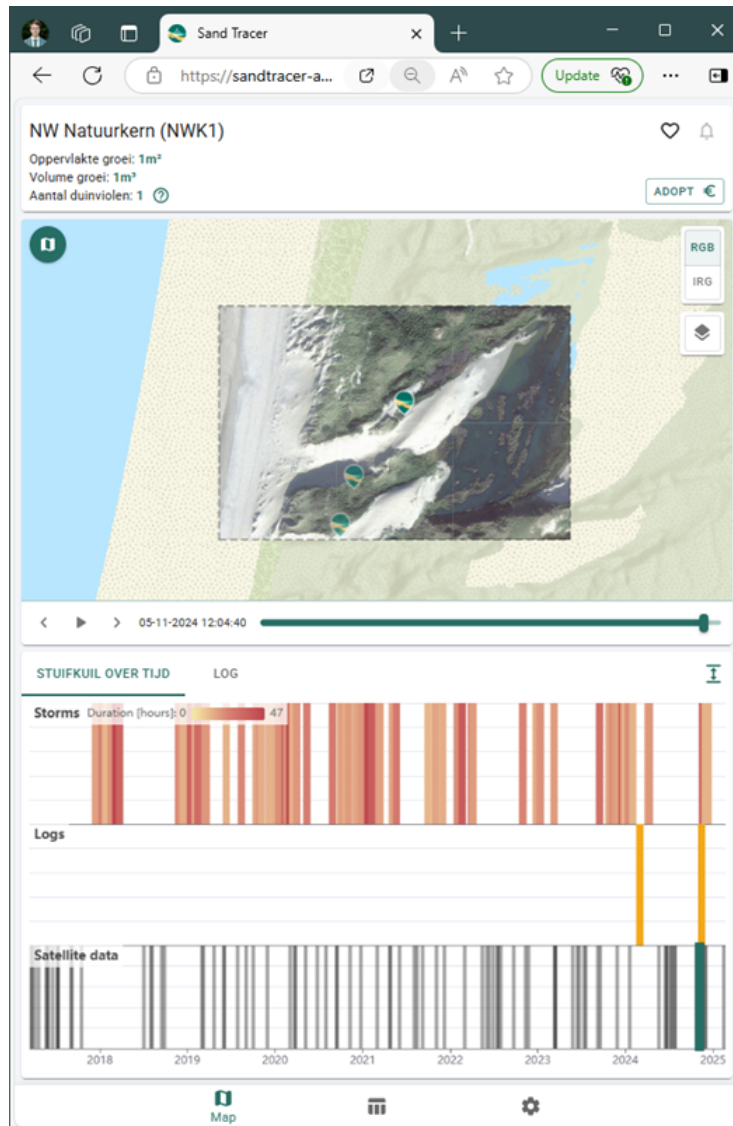 Sand Tracer
https://sandtracer-a...
Update
NW Natuurkern (NWK1)
Oppervlakte groei: 1m²
Volume groei: 1m³
Aantal duinviolen: 1
ADOPT €
RGB
IRG
05-11-2024 12:04:40
STUIFKUIL OVER TIJD LOG
Storms Duration [hours]: 0 47
Logs
Satellite data
2018 2019 2020 2021 2022 2023 2024 2025
Map